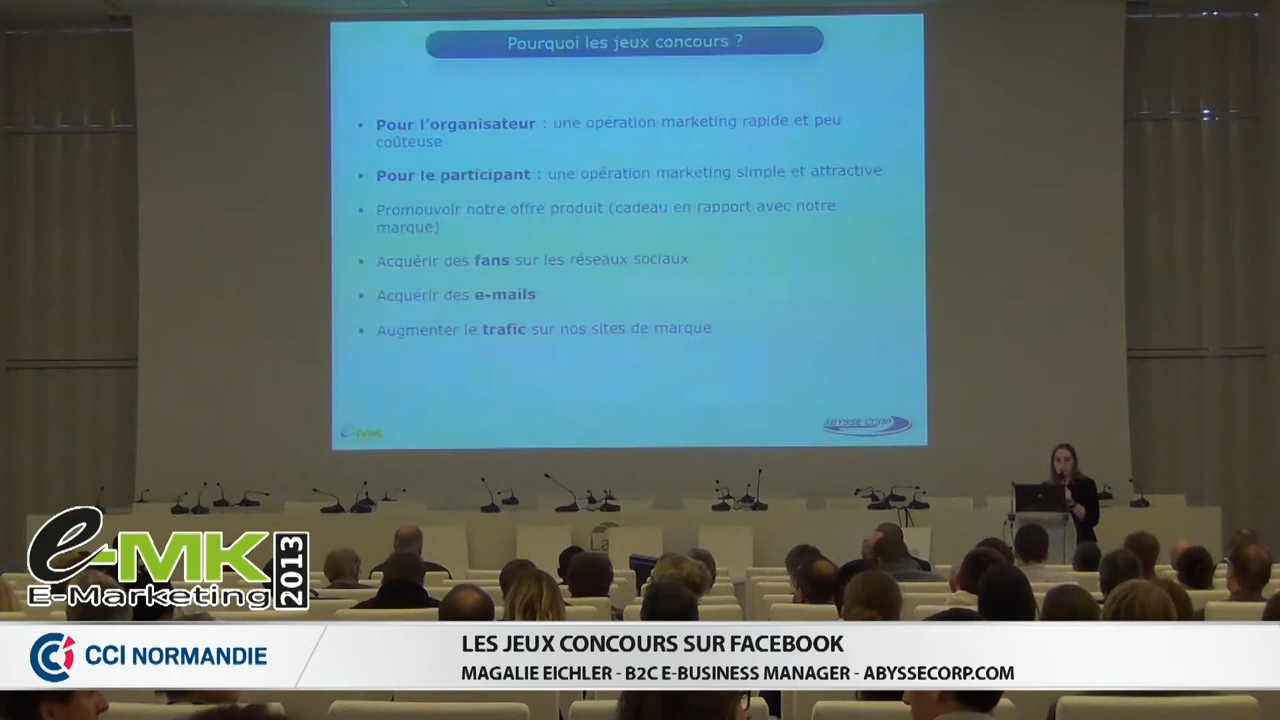 Pourquoi les jeux concours ?
• Pour l'organisateur : une opération marketing rapide et peu
coûteuse
• Pour le participant : une opération marketing simple et attractive
• Promouvoir notre offre produit (cadeau en rapport avec notre
marque)
• Acquérir des fans sur les réseaux sociaux
• Acquérir des e-mails
• Augmenter le trafic sur nos sites de marque
e-MK
ABYSSE CORP
e-MK
E-Marketing
2013
CCI NORMANDIE
LES JEUX CONCOURS SUR FACEBOOK
MAGALIE EICHLER - B2C E-BUSINESS MANAGER - ABYSSECORP.COM